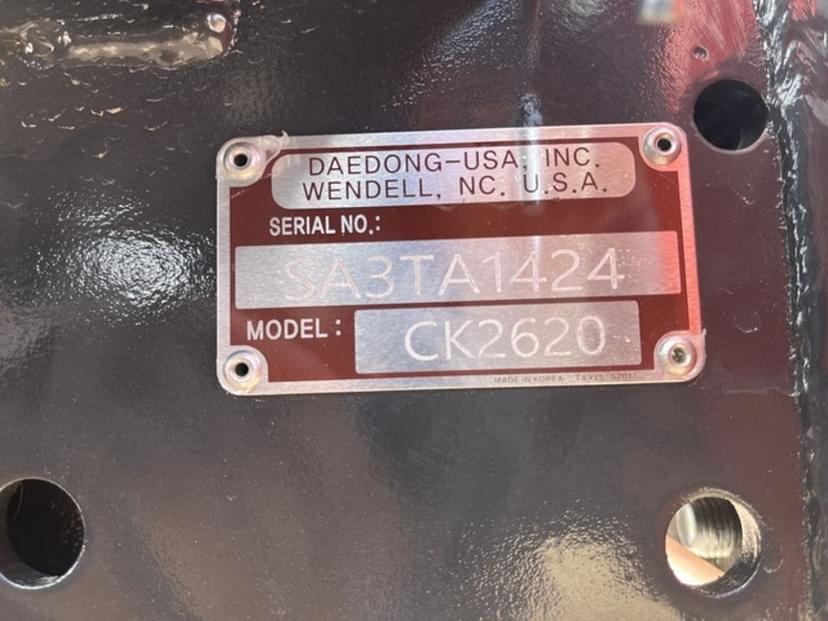 DAEDONG-USA, INC.
WENDELL, NC. U.S.A.
SERIAL NO.:
SA3TA1424
MODEL:
CK2620
MADE IN KOREA